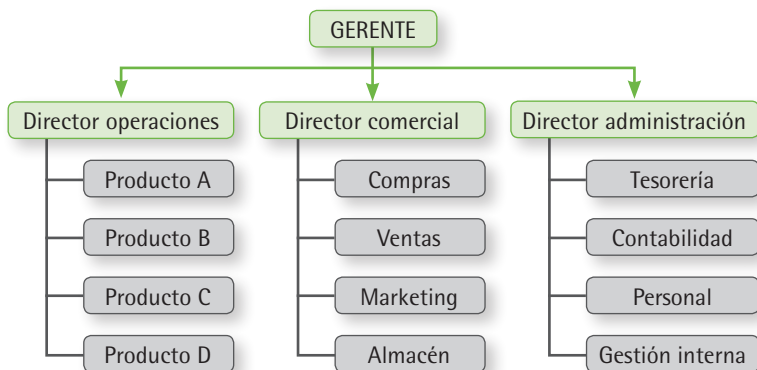 GERENTE
Director operaciones
Producto A
Producto B
Producto C
Producto D
Director comercial
Compras
Ventas
Marketing
Almacén
Director administración
Tesorería
Contabilidad
Personal
Gestión interna